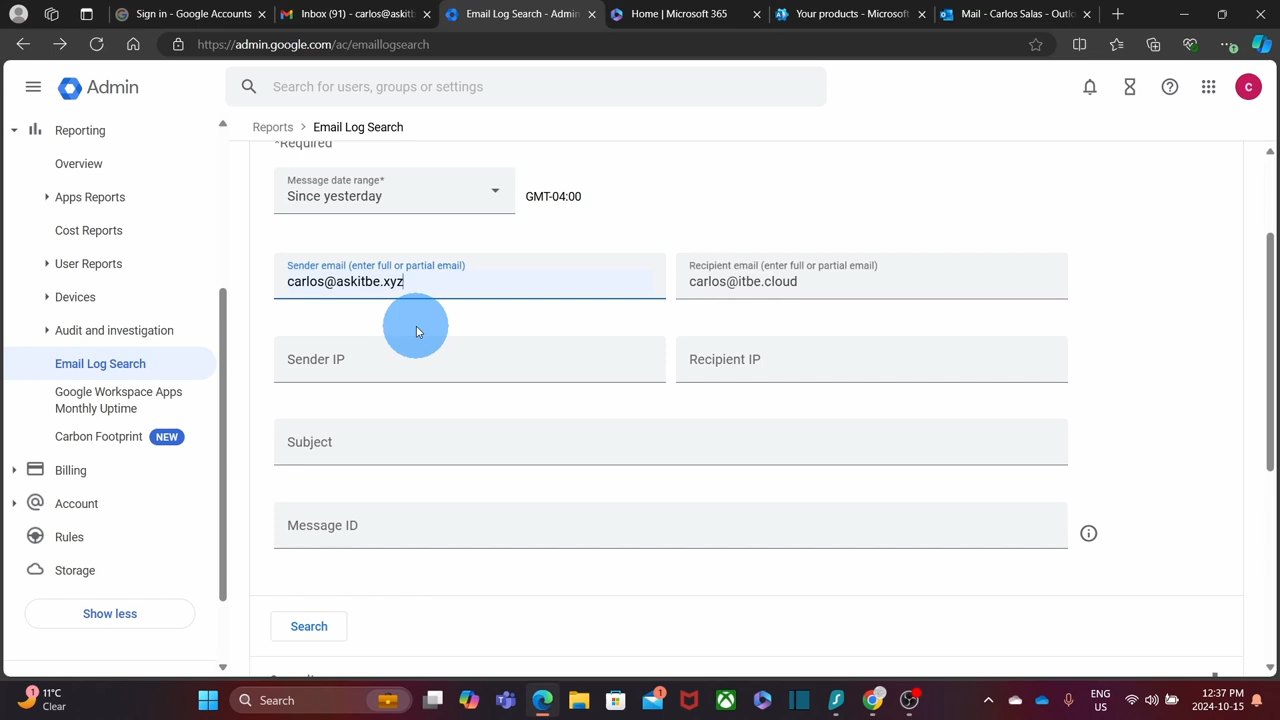 Sign in - Google Accounts
Inbox (91) - carlos@askitb
Email Log Search - Admin
Home | Microsoft 365
Your products - Microsoft
Mail - Carlos Salas - Outlo
https://admin.google.com/ac/emaillogsearch
Admin
Search for users, groups or settings
C
Reporting
Overview
Apps Reports
Cost Reports
User Reports
Devices
Audit and investigation
Email Log Search
Google Workspace Apps
Monthly Uptime
Carbon Footprint NEW
Billing
Account
Rules
Storage
Show less
Reports > Email Log Search
*Required
Message date range*
Since yesterday
GMT-04:00
Sender email (enter full or partial email)
carlos@askitbe.xyz
Recipient email (enter full or partial email)
carlos@itbe.cloud
Sender IP
Recipient IP
Subject
Message ID
Search
1
11°C
Clear
Search
1
ENG
US
12:37 PM
2024-10-15